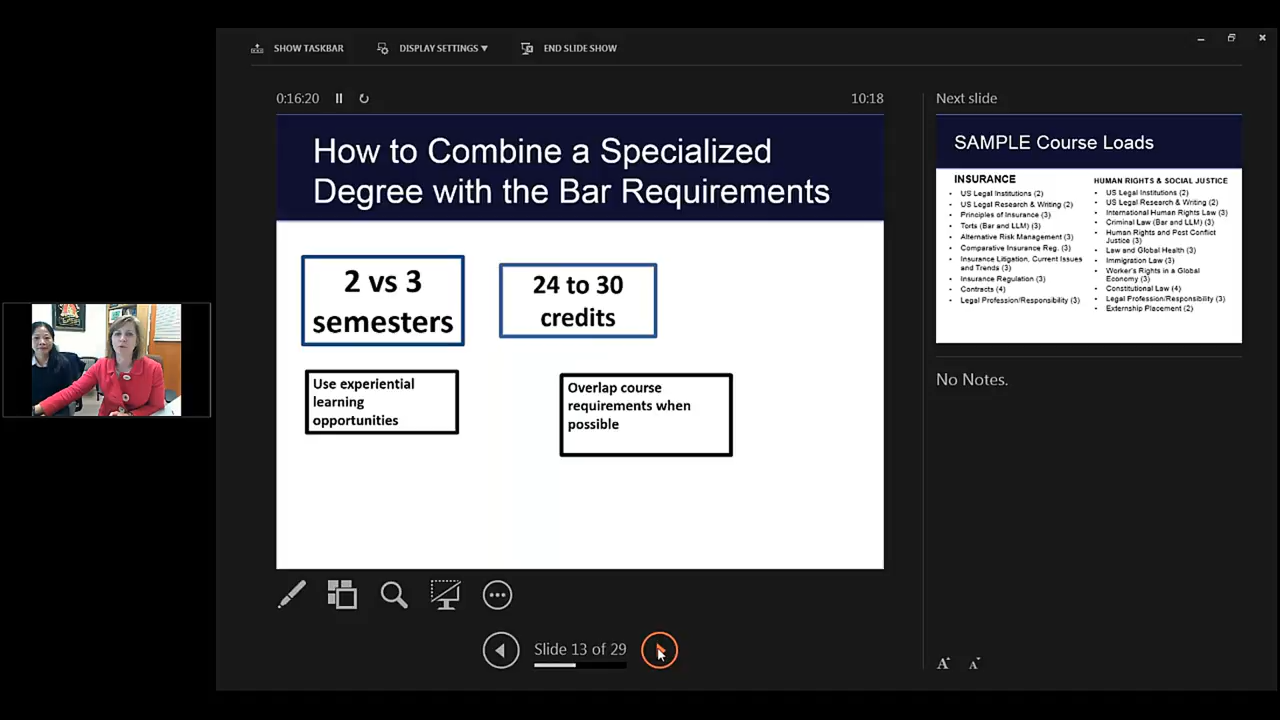 SHOW TASKBAR
DISPLAY SETTINGS ▼
END SLIDE SHOW
0:16:20
10:18
How to Combine a Specialized
Degree with the Bar Requirements
2 vs 3
semesters
24 to 30
credits
Use experiential
learning
opportunities
Overlap course
requirements when
possible
Slide 13 of 29
Next slide
SAMPLE Course Loads
INSURANCE
• US Legal Institutions (2)
• US Legal Research & Writing (2)
• Principles of Insurance (3)
• Torts (Bar and LLM) (3)
• Alternative Risk Management (3)
• Comparative Insurance Reg. (3)
• Insurance Litigation, Current Issues
and Trends (3)
• Insurance Regulation (3)
• Contracts (4)
• Legal Profession/Responsibility (3)
HUMAN RIGHTS & SOCIAL JUSTICE
• US Legal Institutions (2)
• US Legal Research & Writing (2)
• International Human Rights Law (3)
• Criminal Law (Bar and LLM) (3)
• Human Rights and Post Conflict
Justice (3)
• Law and Global Health (3)
• Immigration Law (3)
• Worker's Rights in a Global
Economy (3)
• Constitutional Law (4)
• Legal Profession/Responsibility (3)
• Externship Placement (2)
No Notes.
A A